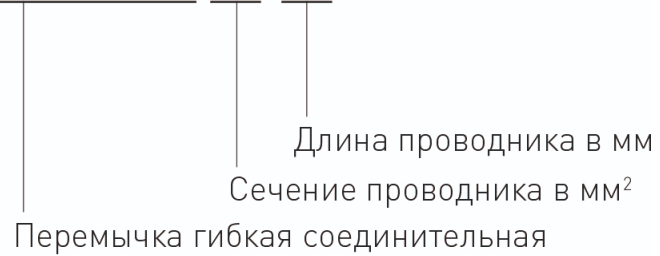 Длина проводника в мм
Сечение проводника в мм²
Перемычка гибкая соединительная